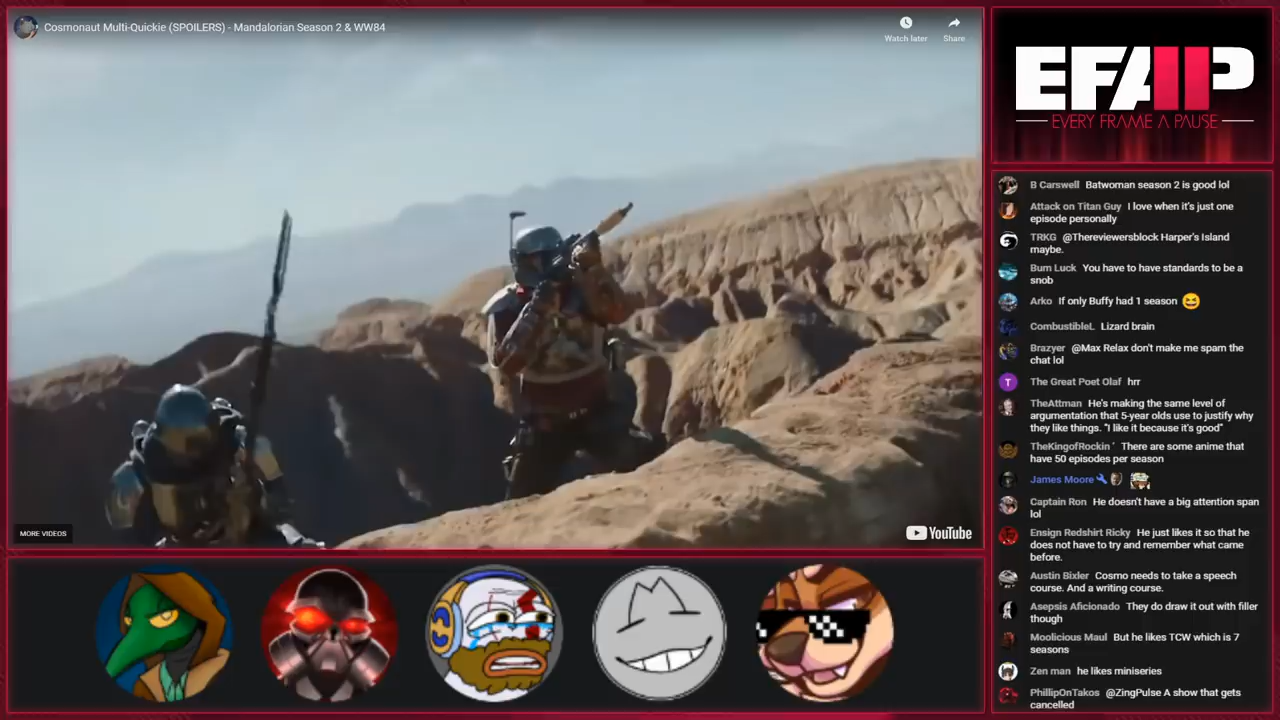 Cosmonaut Multi-Quickie (SPOILERS) - Mandalorian Season 2 & WW84
Watch later
Share
MORE VIDEOS
YouTube
EFAP
EVERY FRAME A PAUSE
B Carswell Batwoman season 2 is good lol
Attack on Titan Guy I love when it's just one
episode personally
TRKG @Thereviewersblock Harper's Island
maybe.
Burn Luck You have to have standards to be a
snob
Arko If only Buffy had 1 season
CombustibleL Lizard brain
Brazyer @Max Relax don't make me spam the
chat lol
T
The Great Poet Olaf hrr
TheAttman He's making the same level of
argumentation that 5-year olds use to justify why
they like things. "I like it because it's good"
TheKingofRockin ' There are some anime that
have 50 episodes per season
James Moore
Captain Ron He doesn't have a big attention span
lol
Ensign Redshirt Ricky He just likes it so that he
does not have to try and remember what came
before.
Austin Bixler Cosmo needs to take a speech
course. And a writing course.
Asepsis Aficionado They do draw it out with filler
though
Moolicious Maul But he likes TCW which is 7
seasons
Zen man he likes miniseries
PhillipOnTakos @ZingPulse A show that gets
cancelled